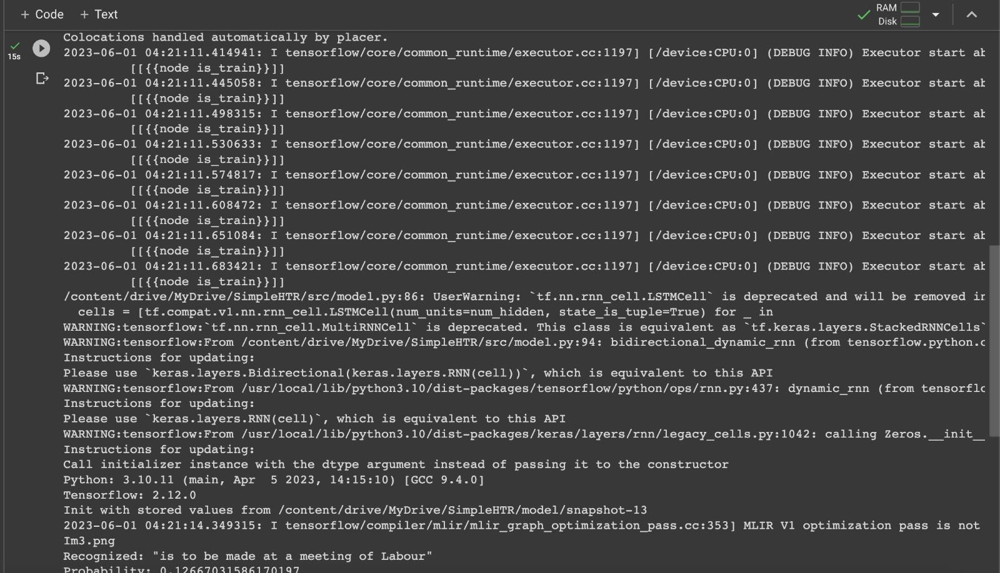 + Code + Text
RAM
Disk
15s
Colocations handled automatically by placer.
2023-06-01 04:21:11.414941: I tensorflow/core/common_runtime/executor.cc:1197] [/device:CPU:0] (DEBUG INFO) Executor start ab
[[{{node is_train}}]]
2023-06-01 04:21:11.445058: I tensorflow/core/common_runtime/executor.cc:1197] [/device:CPU:0] (DEBUG INFO) Executor start ab
[[{{node is_train}}]]
2023-06-01 04:21:11.498315: I tensorflow/core/common_runtime/executor.cc:1197] [/device:CPU:0] (DEBUG INFO) Executor start ab
[[{{node is_train}}]]
2023-06-01 04:21:11.530633: I tensorflow/core/common_runtime/executor.cc:1197] [/device:CPU:0] (DEBUG INFO) Executor start ab
[[{{node is_train}}]]
2023-06-01 04:21:11.574817: I tensorflow/core/common_runtime/executor.cc:1197] [/device:CPU:0] (DEBUG INFO) Executor start ab
[[{{node is_train}}]]
2023-06-01 04:21:11.608472: I tensorflow/core/common_runtime/executor.cc:1197] [/device:CPU:0] (DEBUG INFO) Executor start ab
[[{{node is_train}}]]
2023-06-01 04:21:11.651084: I tensorflow/core/common_runtime/executor.cc:1197] [/device:CPU:0] (DEBUG INFO) Executor start ab
[[{{node is_train}}]]
2023-06-01 04:21:11.683421: I tensorflow/core/common_runtime/executor.cc:1197] [/device:CPU:0] (DEBUG INFO) Executor start ab
[[{{node is_train}}]]
/content/drive/MyDrive/SimpleHTR/src/model.py:86: UserWarning: `tf.nn.rnn_cell.LSTMCell` is deprecated and will be removed in
cells = [tf.compat.v1.nn.rnn_cell.LSTMCell(num_units=num_hidden, state_is_tuple=True) for _ in
WARNING:tensorflow:`tf.nn.rnn_cell.MultiRNNCell` is deprecated. This class is equivalent as `tf.keras.layers.StackedRNNCells`
WARNING:tensorflow:From /content/drive/MyDrive/SimpleHTR/src/model.py:94: bidirectional_dynamic_rnn (from tensorflow.python.o
Instructions for updating:
Please use `keras.layers.Bidirectional(keras.layers.RNN(cell))`, which is equivalent to this API
WARNING:tensorflow:From /usr/local/lib/python3.10/dist-packages/tensorflow/python/ops/rnn.py:437: dynamic_rnn (from tensorflo
Instructions for updating:
Please use `keras.layers.RNN(cell)`, which is equivalent to this API
WARNING:tensorflow:From /usr/local/lib/python3.10/dist-packages/keras/layers/rnn/legacy_cells.py:1042: calling Zeros.__init__
Instructions for updating:
Call initializer instance with the dtype argument instead of passing it to the constructor
Python: 3.10.11 (main, Apr  5 2023, 14:15:10) [GCC 9.4.0]
Tensorflow: 2.12.0
Init with stored values from /content/drive/MyDrive/SimpleHTR/model/snapshot-13
2023-06-01 04:21:14.349315: I tensorflow/compiler/mlir/mlir_graph_optimization_pass.cc:353] MLIR V1 optimization pass is not
Im3.png
Recognized: "is to be made at a meeting of Labour"
Probability: 0.12667031586170197